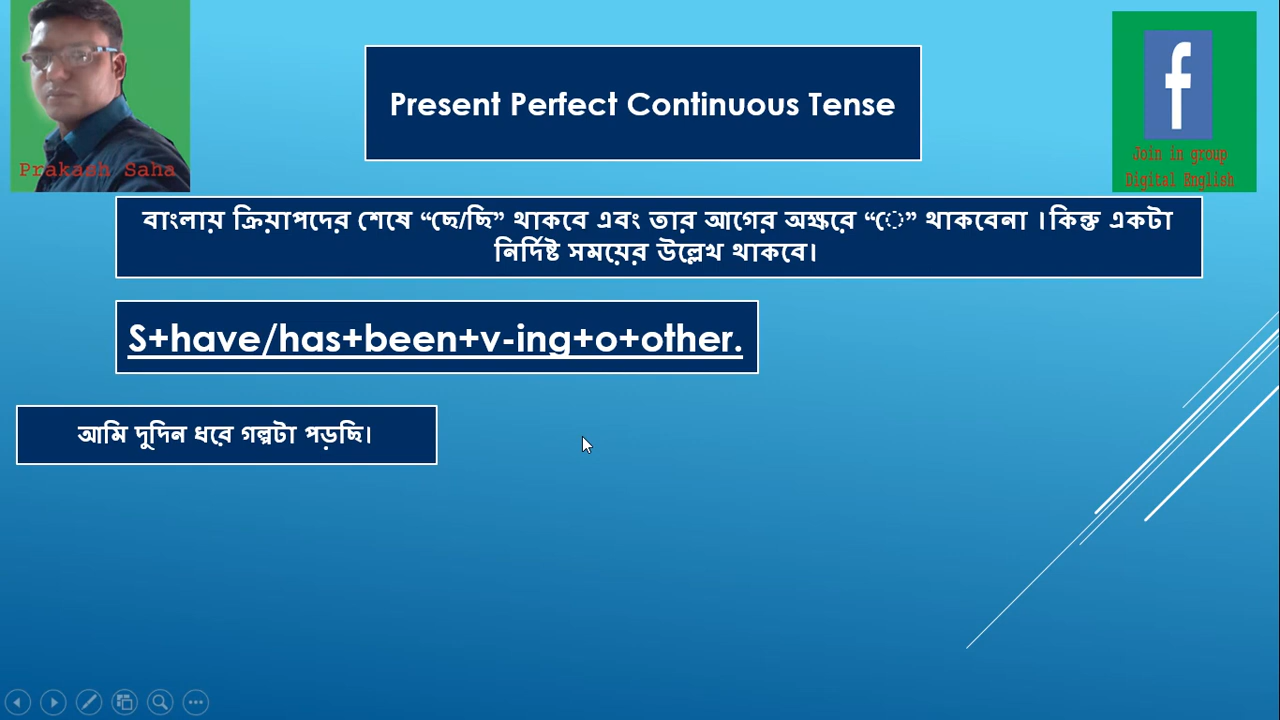 Present Perfect Continuous Tense
Prakash Saha
f
Join in group
Digital English
বাংলায় ক্রিয়াপদের শেষে “ছে/ছি” থাকবে এবং তার আগের অক্ষরে “ে” থাকবেনা ।কিন্তু একটা
নির্দিষ্ট সময়ের উল্লেখ থাকবে।
S+have/has+been+v-ing+o+other.
আমি দুদিন ধরে গল্পটা পড়ছি।